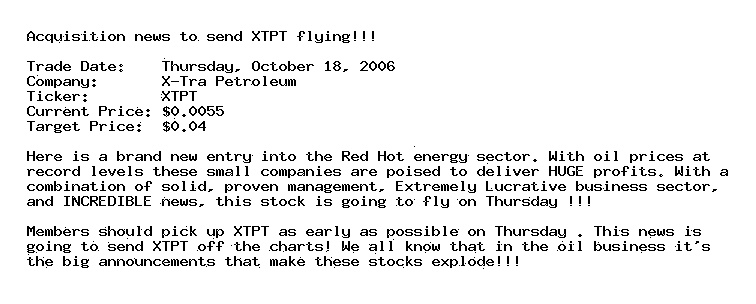 Acquisition news to send XTPT flying!!!
Trade Date: Thursday, October 18, 2006
Company: X-Tra Petroleum
Ticker: XTPT
Current Price: $0.0055
Target Price: $0.04
Here is a brand new entry into the Red Hot energy sector. With oil prices at
record levels these small companies are poised to deliver HUGE profits. With a
combination of solid, proven management, Extremely Lucrative business sector,
and INCREDIBLE news, this stock is going to fly on Thursday !!!
Members should pick up XTPT as early as possible on Thursday . This news is
going to send XTPT off the charts! We all know that in the oil business it's
the big announcements that make these stocks explode!!!